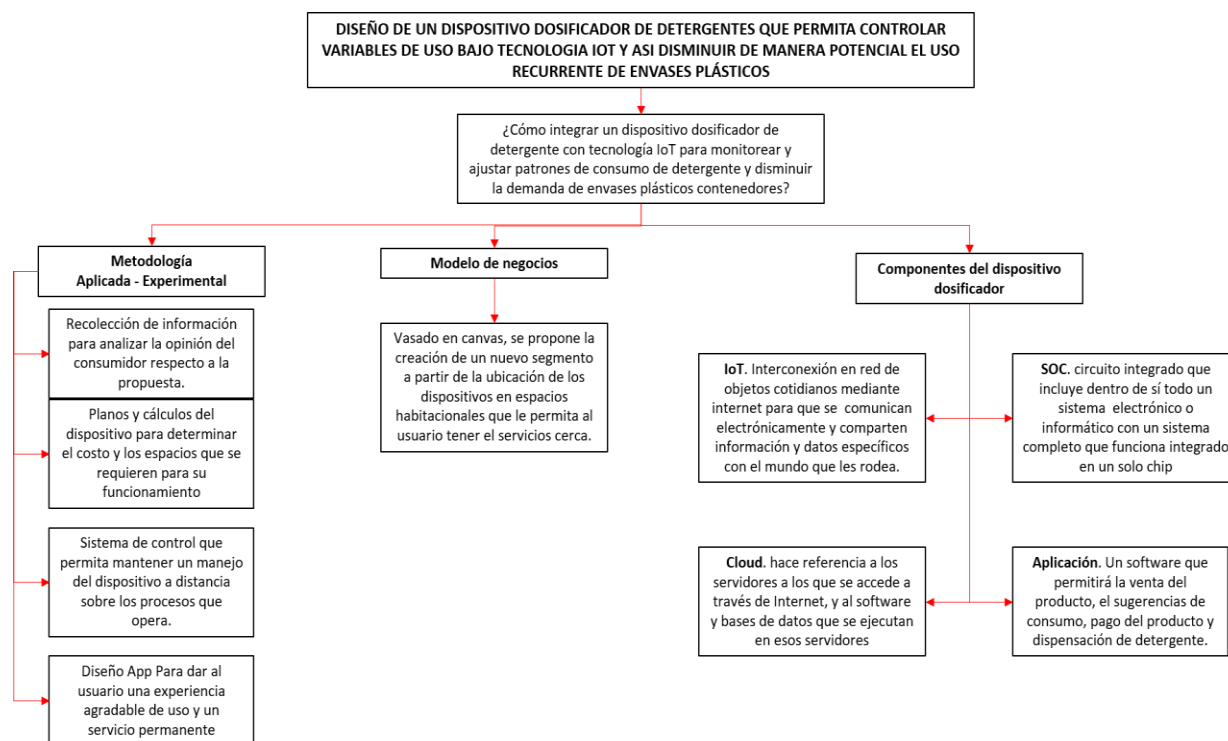 DISEÑO DE UN DISPOSITIVO DOSIFICADOR DE DETERGENTES QUE PERMITA CONTROLAR
VARIABLES DE USO BAJO TECNOLOGIA IOT Y ASI DISMINUIR DE MANERA POTENCIAL EL USO
RECURRENTE DE ENVASES PLÁSTICOS
¿Cómo integrar un dispositivo dosificador de
detergente con tecnología IoT para monitorear y
ajustar patrones de consumo de detergente y disminuir
la demanda de envases plásticos contenedores?
Metodología
Aplicada - Experimental
Recolección de información
para analizar la opinión del
consumidor respecto a la
propuesta.
Planos y cálculos del
dispositivo para determinar
el costo y los espacios que se
requieren para su
funcionamiento
Sistema de control que
permita mantener un manejo
del dispositivo a distancia
sobre los procesos que
opera.
Diseño App Para dar al
usuario una experiencia
agradable de uso y un
servicio permanente
Modelo de negocios
Vasado en canvas, se propone la
creación de un nuevo segmento
a partir de la ubicación de los
dispositivos en espacios
habitacionales que le permita al
usuario tener el servicios cerca.
Componentes del dispositivo
dosificador
IoT. Interconexión en red de
objetos cotidianos mediante
internet para que se comunican
electrónicamente y comparten
información y datos específicos
con el mundo que les rodea.
SOC. circuito integrado que
incluye dentro de sí todo un
sistema electrónico o
informático con un sistema
completo que funciona integrado
en un solo chip
Cloud. hace referencia a los
servidores a los que se accede a
través de Internet, y al software
y bases de datos que se ejecutan
en esos servidores
Aplicación. Un software que
permitirá la venta del
producto, el sugerencias de
consumo, pago del producto y
dispensación de detergente.